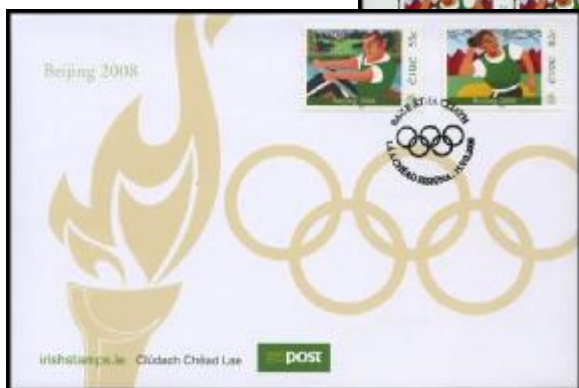 Beijing 2008
éire 55c
Beijing 2008
éire 82c
Beijing 2008
BAILE ÁTHA CLIATH
LÁ A CHÉAD EISIÚNA
irishstamps.ie Clúdach Chéad Lae
post